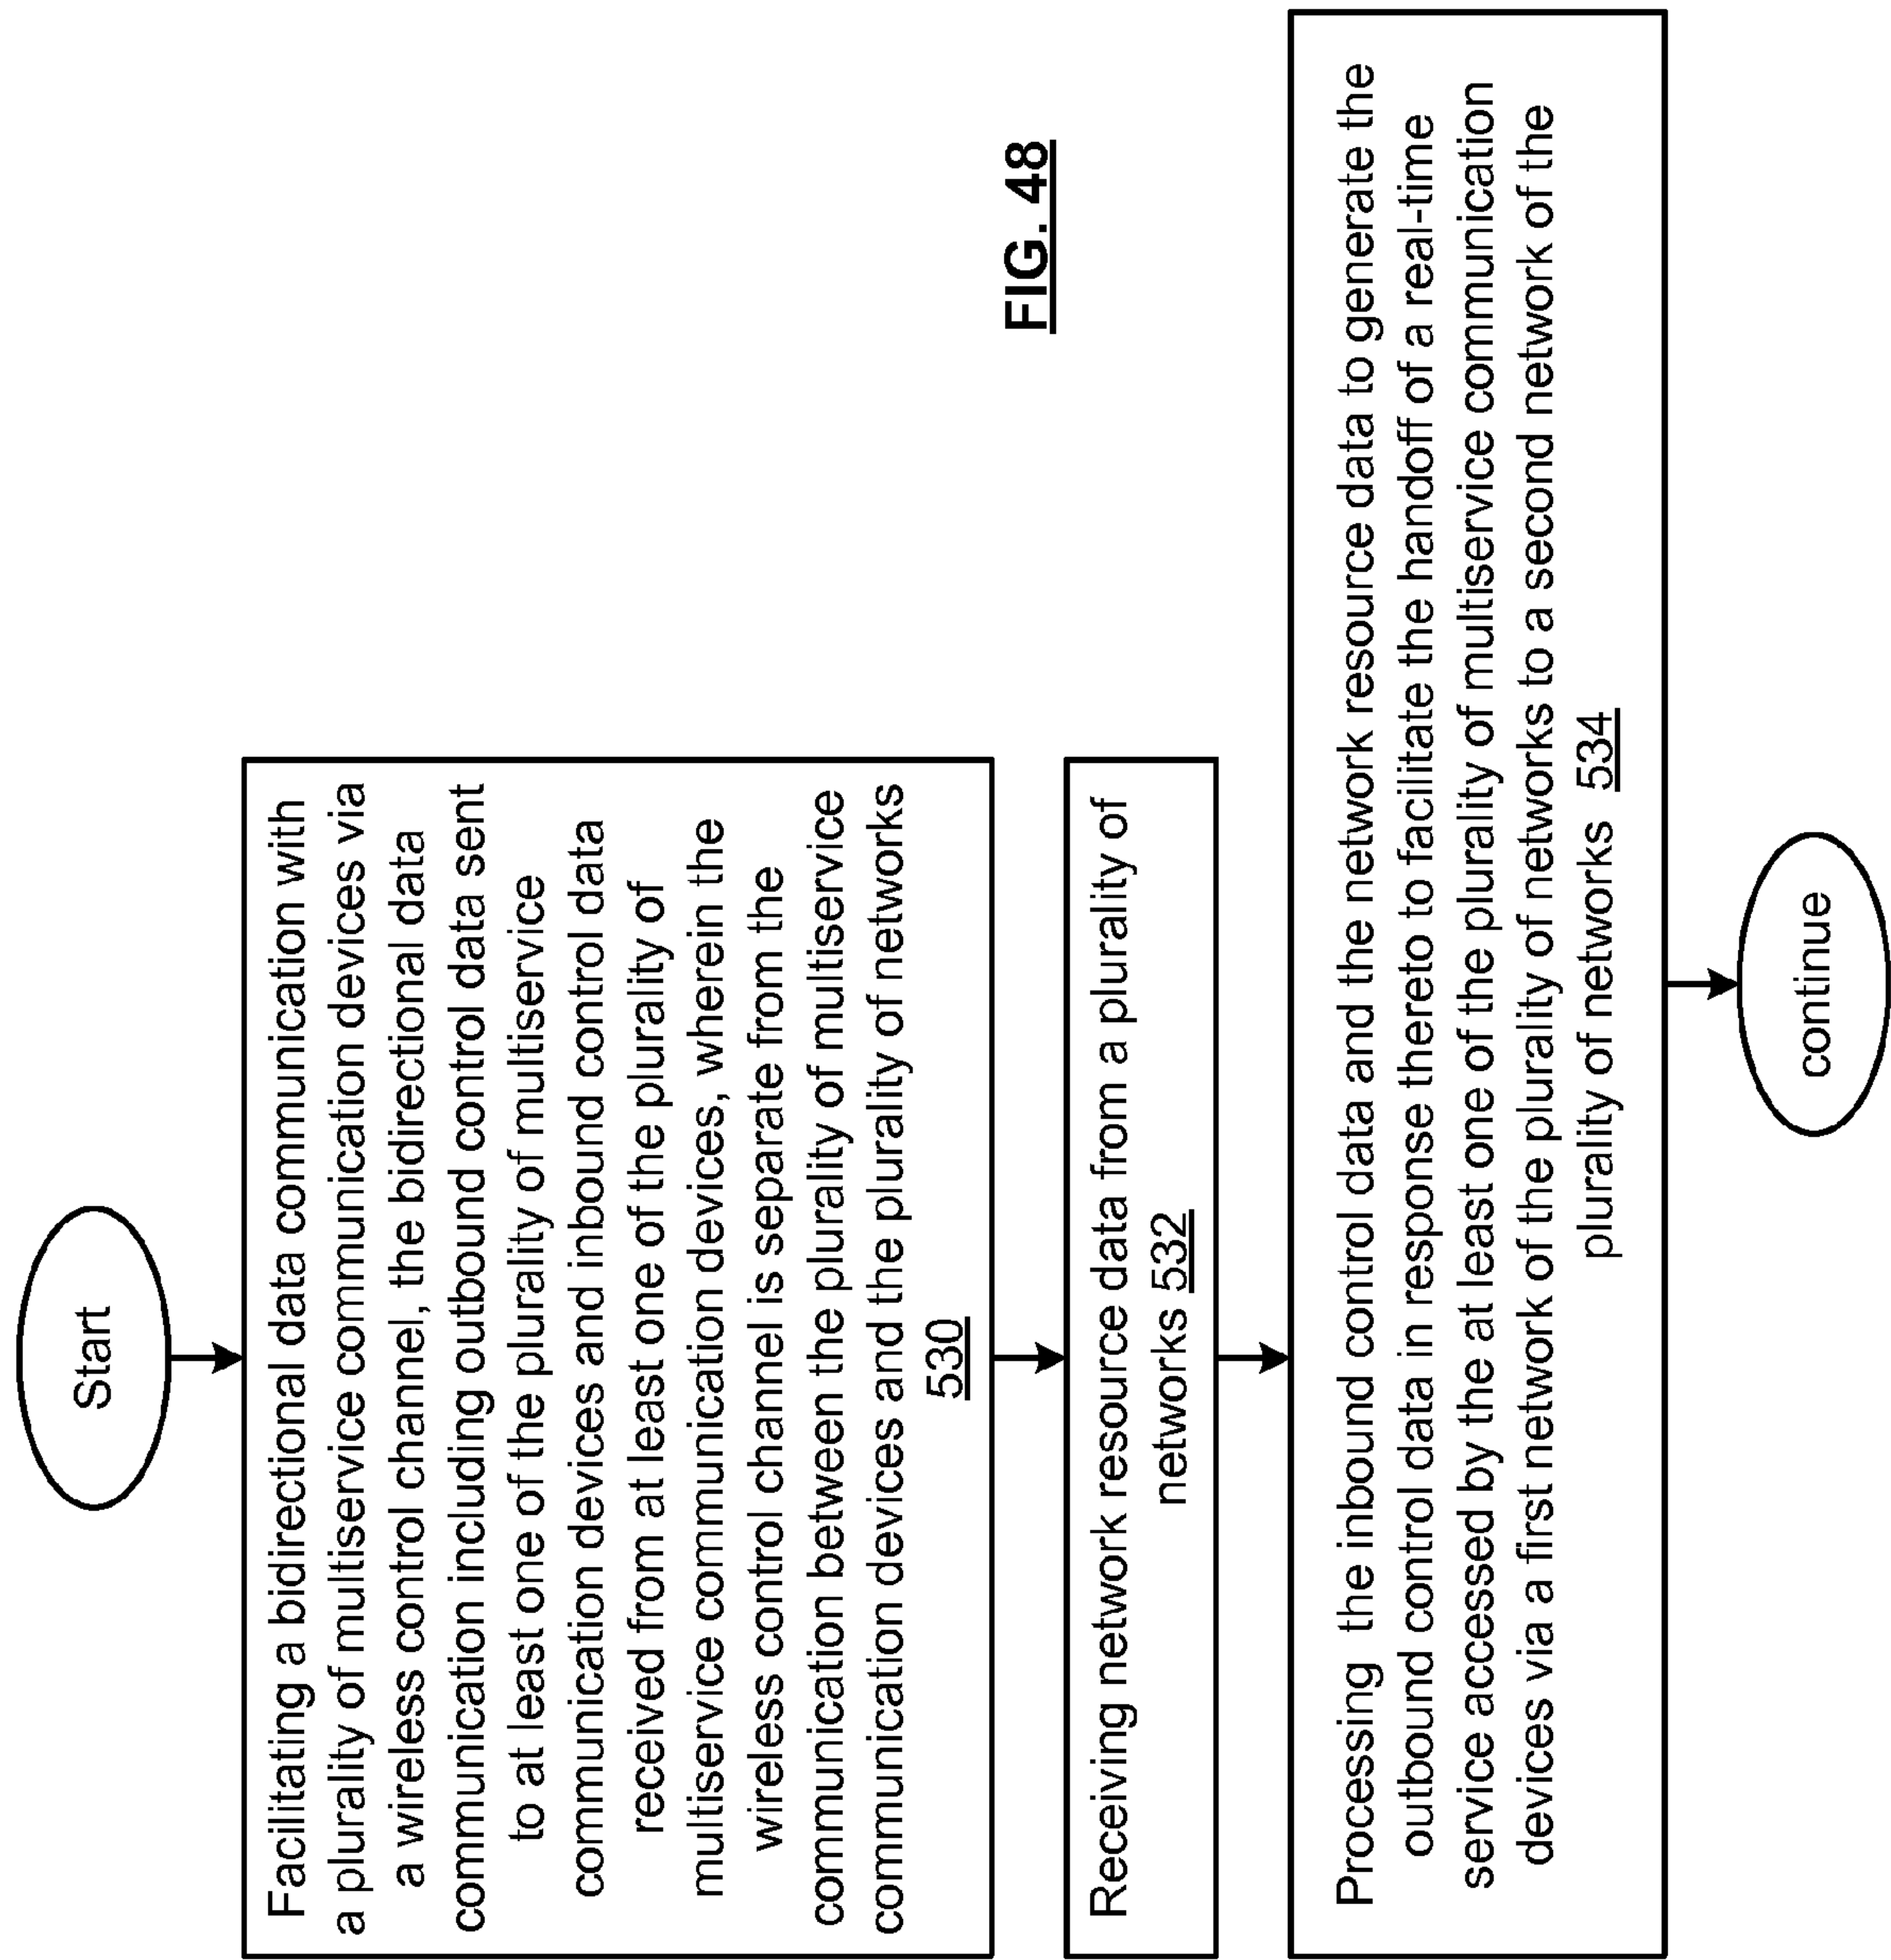 Start
Facilitating a bidirectional data communication with
a plurality of multiservice communication devices via
a wireless control channel, the bidirectional data
communication including outbound control data sent
to at least one of the plurality of multiservice
communication devices and inbound control data
received from at least one of the plurality of
multiservice communication devices, wherein the
wireless control channel is separate from the
communication between the plurality of multiservice
communication devices and the plurality of networks
530
Receiving network resource data from a plurality of
networks 532
Processing the inbound control data and the network resource data to generate the
outbound control data in response thereto to facilitate the handoff of a real-time
service accessed by the at least one of the plurality of multiservice communication
devices via a first network of the plurality of networks to a second network of the
plurality of networks 534
continue
FIG. 48